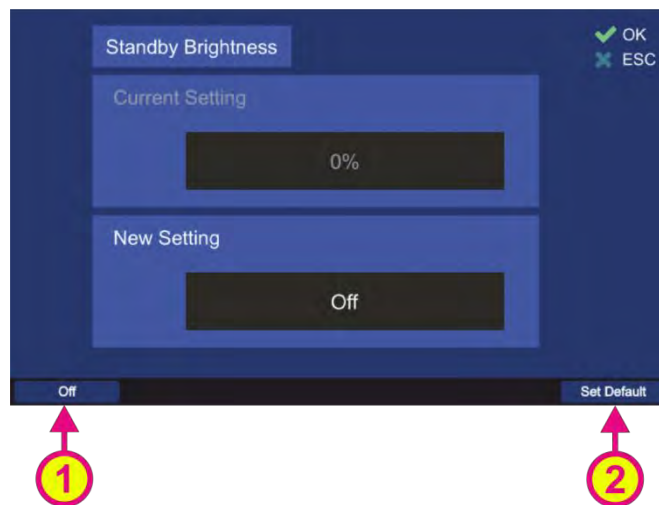 Standby Brightness
OK
ESC
Current Setting
0%
New Setting
Off
Off
Set Default
1
2